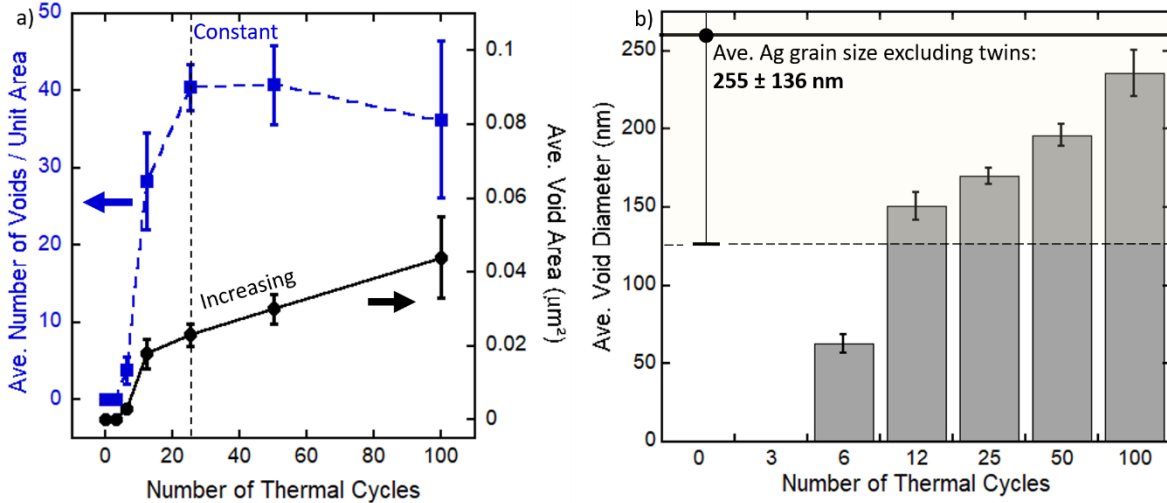 a)
50
40
30
20
10
0
Ave. Number of Voids / Unit Area
Constant
Increasing
0.1
0.08
0.06
0.04
0.02
0
Ave. Void Area (μm²)
0 20 40 60 80 100
Number of Thermal Cycles
b)
250
200
150
100
50
0
Ave. Void Diameter (nm)
Ave. Ag grain size excluding twins:
255 ± 136 nm
0 3 6 12 25 50 100
Number of Thermal Cycles